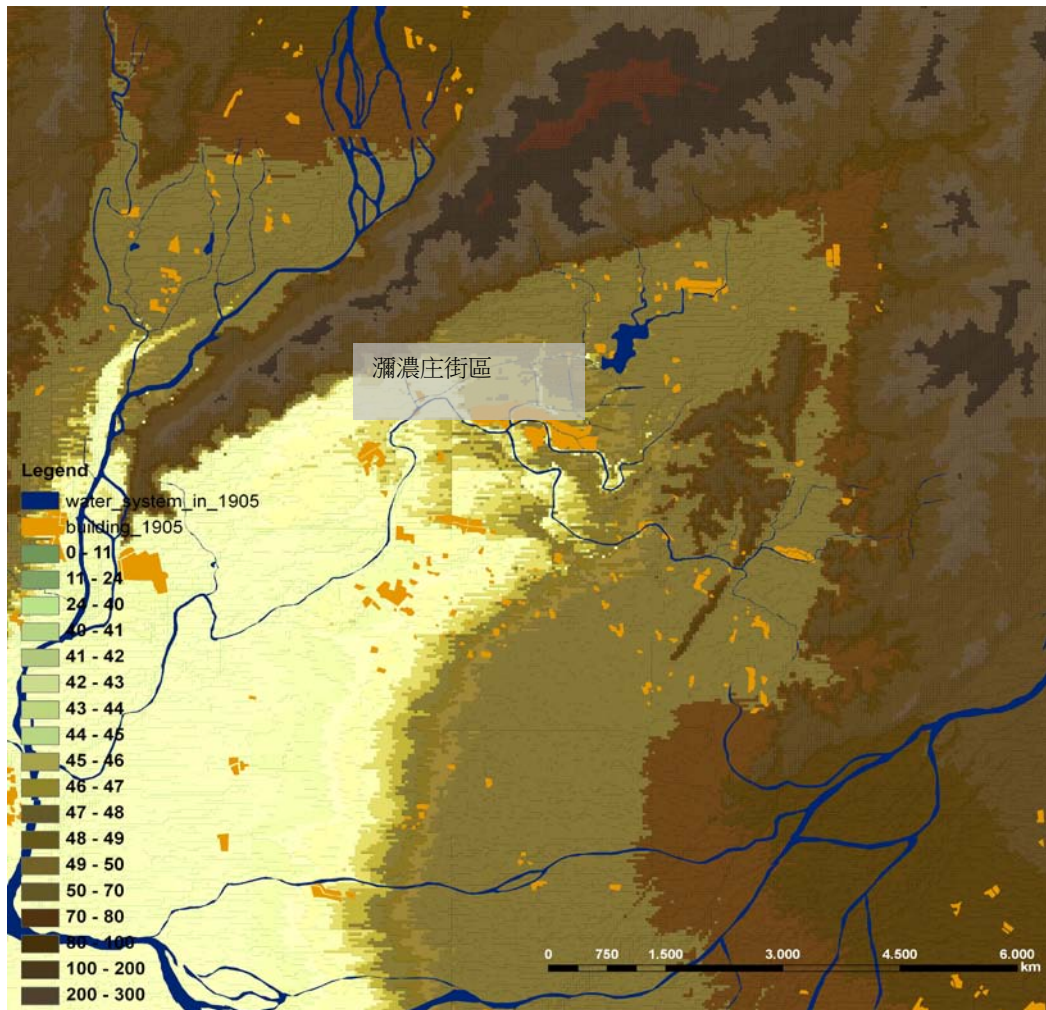 瀰濃庄街區
Legend
water_system_in_1905
building_1905
0 - 11
11 - 24
24 - 40
40 - 41
41 - 42
42 - 43
43 - 44
44 - 45
45 - 46
46 - 47
47 - 48
48 - 49
49 - 50
50 - 70
70 - 80
80 - 100
100 - 200
200 - 300
0 750 1.500 3.000 4.500 6.000
km